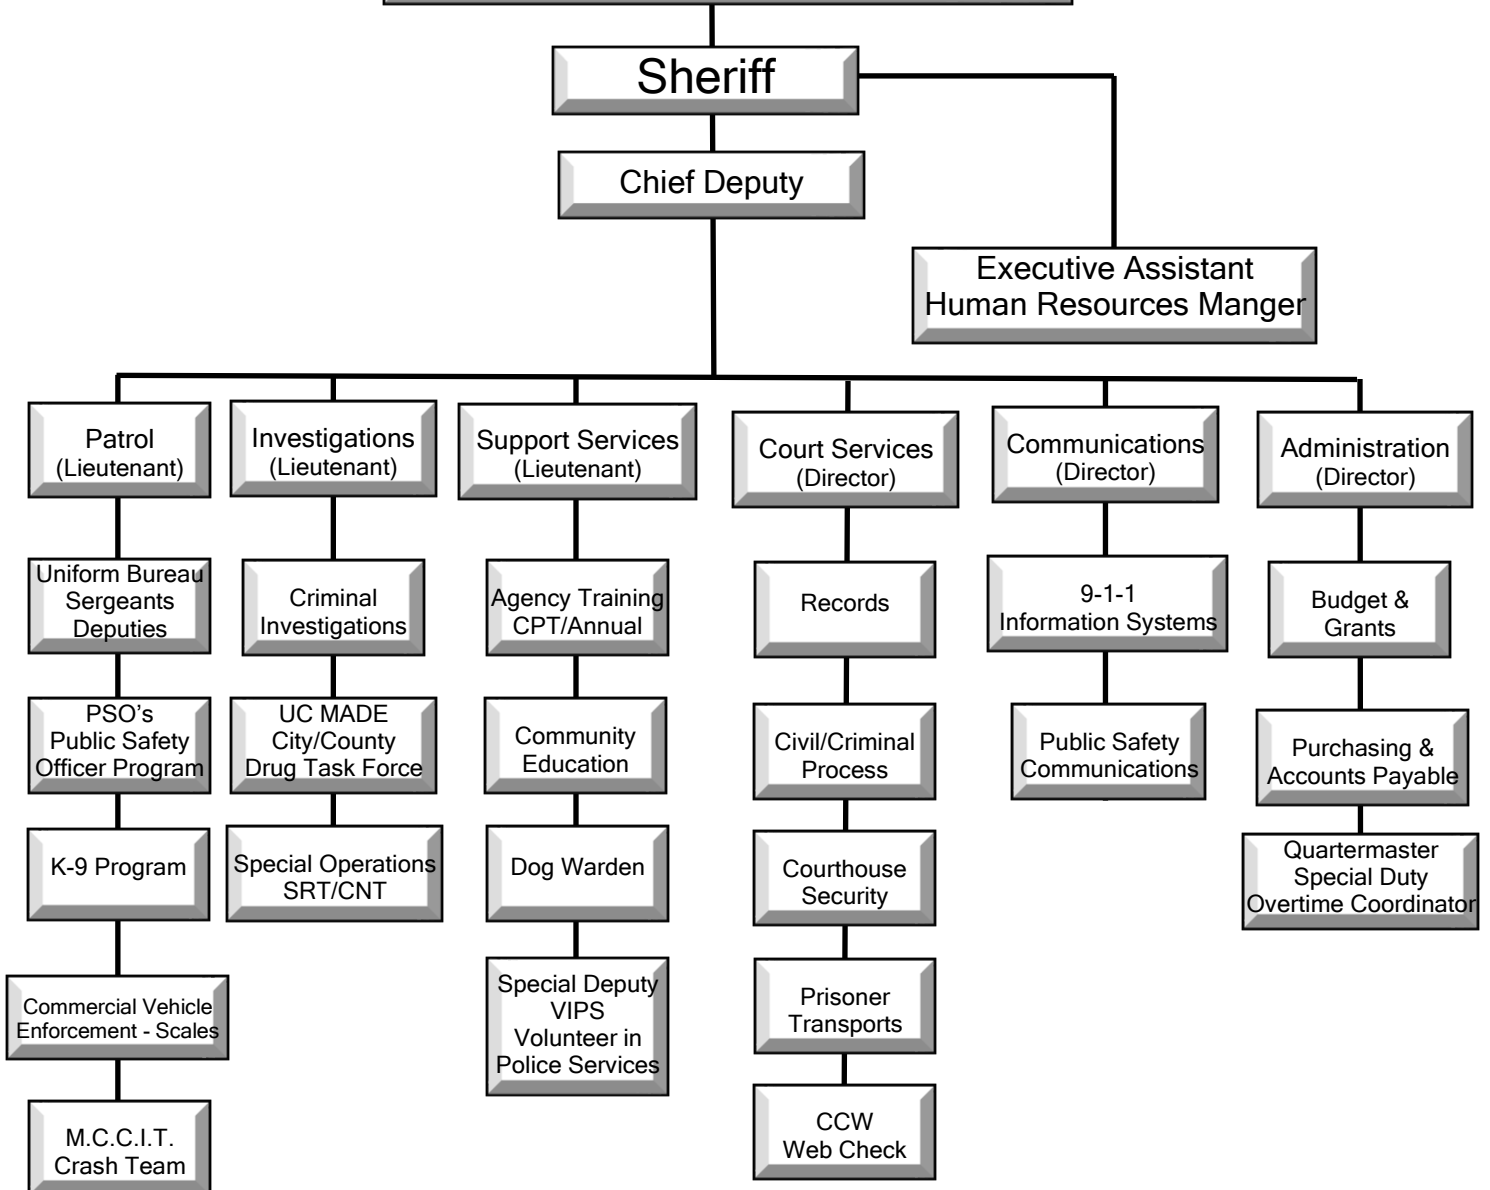 Sheriff
Chief Deputy
Executive Assistant
Human Resources Manger
Patrol
(Lieutenant)
Investigations
(Lieutenant)
Support Services
(Lieutenant)
Court Services
(Director)
Communications
(Director)
Administration
(Director)
Uniform Bureau
Sergeants
Deputies
Criminal
Investigations
Agency Training
CPT/Annual
Records
9-1-1
Information Systems
Budget &
Grants
PSO’s
Public Safety
Officer Program
UC MADE
City/County
Drug Task Force
Community
Education
Civil/Criminal
Process
Public Safety
Communications
Purchasing &
Accounts Payable
K-9 Program
Special Operations
SRT/CNT
Dog Warden
Courthouse
Security
Quartermaster
Special Duty
Overtime Coordinator
Commercial Vehicle
Enforcement - Scales
Special Deputy
VIPS
Volunteer in
Police Services
Prisoner
Transports
M.C.C.I.T.
Crash Team
CCW
Web Check